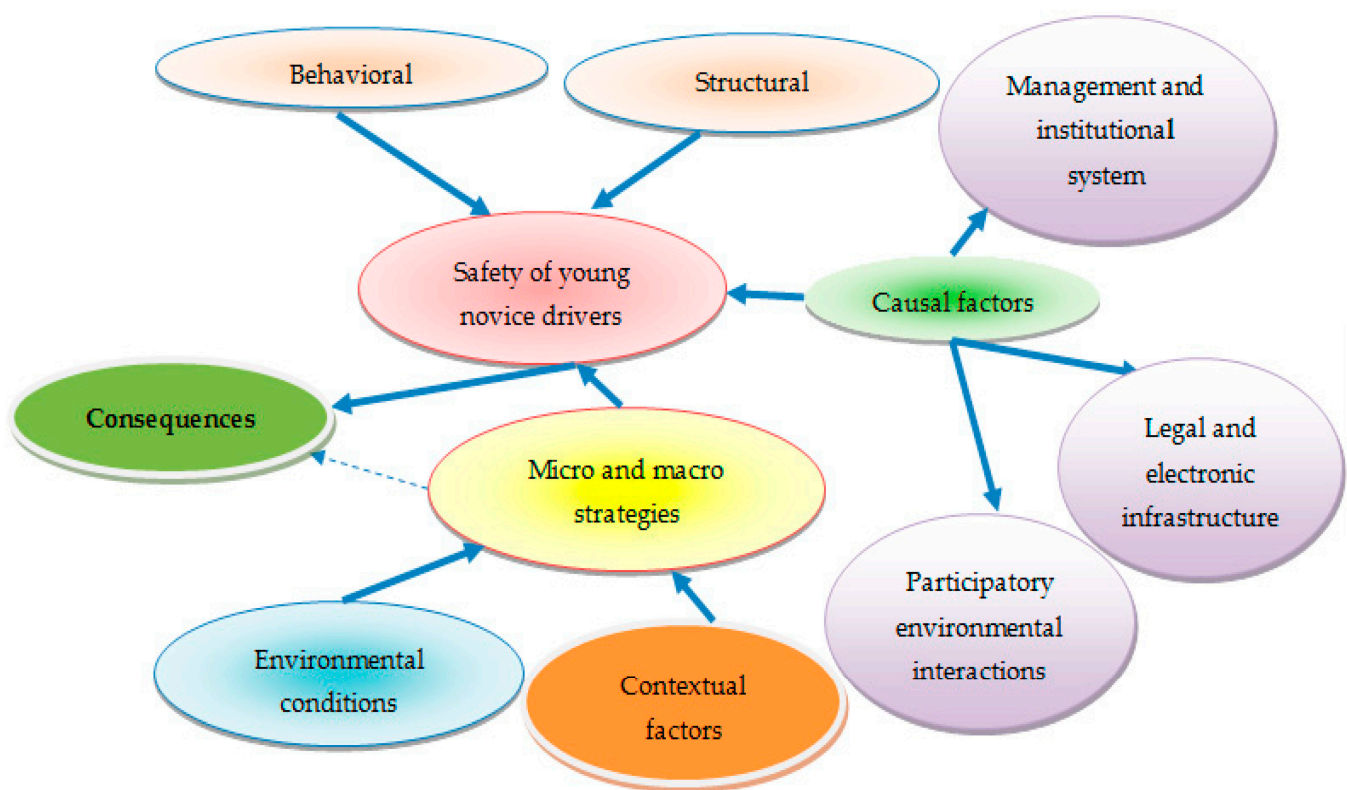 Behavioral
Structural
Management and
institutional
system
Safety of young
novice drivers
Causal factors
Consequences
Micro and macro
strategies
Legal and
electronic
infrastructure
Participatory
environmental
interactions
Environmental
conditions
Contextual
factors